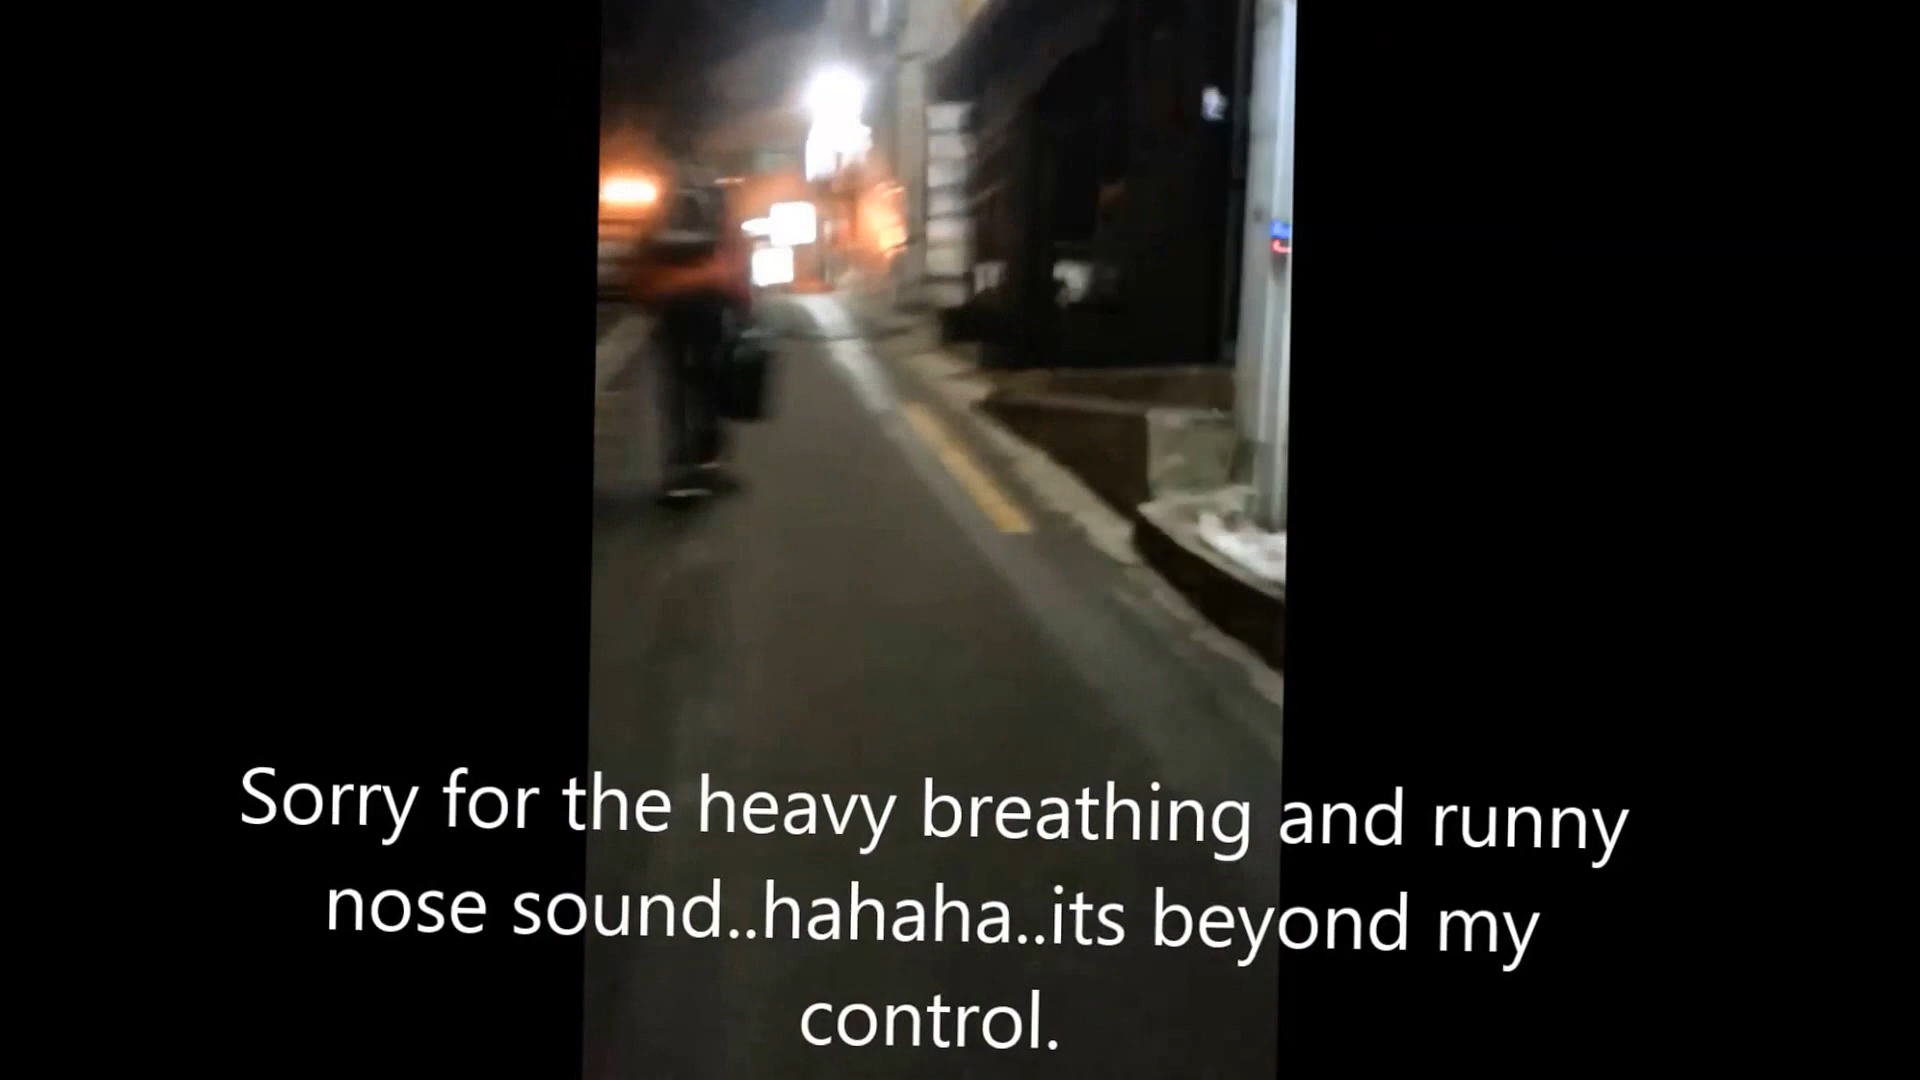 Sorry for the heavy breathing and runny
nose sound..hahaha..its beyond my
control.